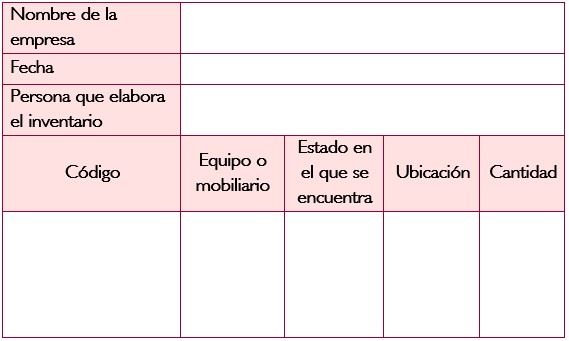 Nombre de la
empresa
Fecha
Persona que elabora
el inventario
Código
Equipo o
mobiliario
Estado en
el que se
encuentra
Ubicación
Cantidad